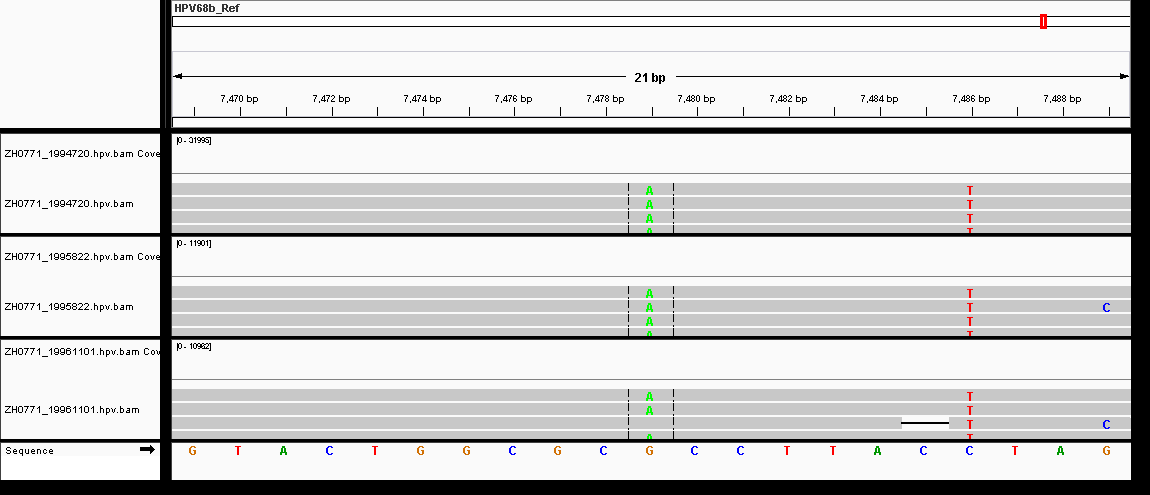 HPV68b_Ref
21 bp
7,470 bp 7,472 bp 7,474 bp 7,476 bp 7,478 bp 7,480 bp 7,482 bp 7,484 bp 7,486 bp 7,488 bp
[0 - 31995]
ZH0771_1994720.hpv.bam Cove
A T
ZH0771_1994720.hpv.bam
A T
A T
A T
[0 - 11901]
ZH0771_1995822.hpv.bam Cove
A T
ZH0771_1995822.hpv.bam
A T C
A T
A T
[0 - 10982]
ZH0771_19961101.hpv.bam Cov
A T
ZH0771_19961101.hpv.bam
A T
T C
A T
Sequence G T A C T G G C G C G C C T T A C C T A G